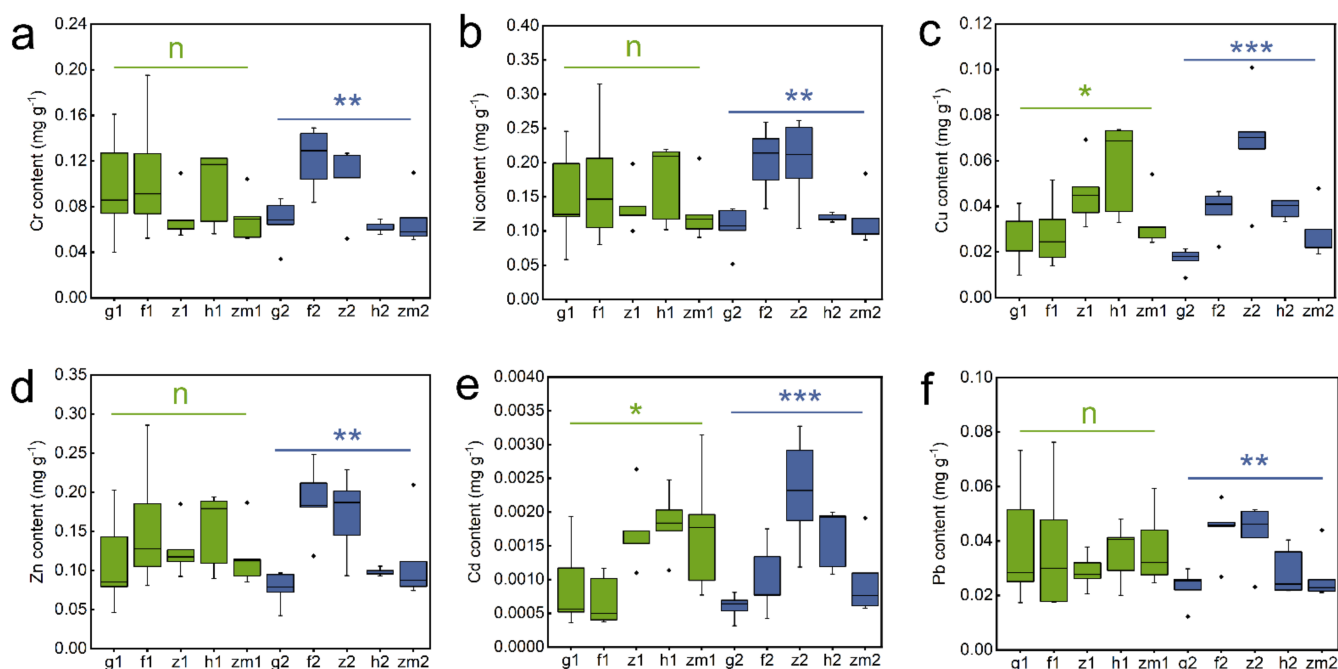 a
Cr content (mg g⁻¹)
0.24
0.20
0.16
0.12
0.08
0.04
0.00
n
**
g1 f1 z1 h1 zm1 g2 f2 z2 h2 zm2
b
Ni content (mg g⁻¹)
0.40
0.35
0.30
0.25
0.20
0.15
0.10
0.05
0.00
n
**
g1 f1 z1 h1 zm1 g2 f2 z2 h2 zm2
c
Cu content (mg g⁻¹)
0.12
0.10
0.08
0.06
0.04
0.02
0.00
*
***
g1 f1 z1 h1 zm1 g2 f2 z2 h2 zm2
d
Zn content (mg g⁻¹)
0.35
0.30
0.25
0.20
0.15
0.10
0.05
0.00
n
**
g1 f1 z1 h1 zm1 g2 f2 z2 h2 zm2
e
Cd content (mg g⁻¹)
0.0040
0.0035
0.0030
0.0025
0.0020
0.0015
0.0010
0.0005
0.0000
*
***
g1 f1 z1 h1 zm1 g2 f2 z2 h2 zm2
f
Pb content (mg g⁻¹)
0.10
0.08
0.06
0.04
0.02
0.00
n
**
g1 f1 z1 h1 zm1 g2 f2 z2 h2 zm2